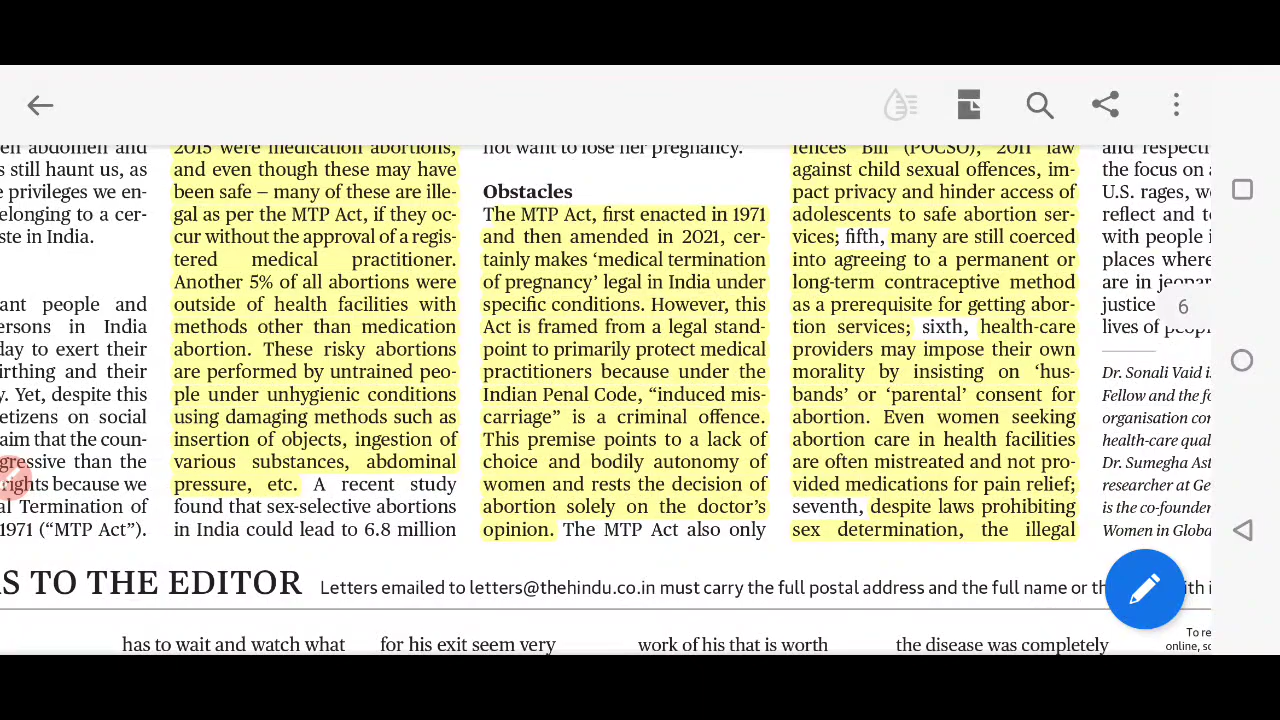 en abdomen and
s still haunt us, as
e privileges we en-
elonging to a cer-
ste in India.
ant people and
ersons in India
day to exert their
irthing and their
y. Yet, despite this
etizens on social
aim that the coun-
gressive than the
rights because we
al Termination of
1971 (“MTP Act”).
2015 were medication abortions,
and even though these may have
been safe – many of these are ille-
gal as per the MTP Act, if they oc-
cur without the approval of a regis-
tered medical practitioner.
Another 5% of all abortions were
outside of health facilities with
methods other than medication
abortion. These risky abortions
are performed by untrained peo-
ple under unhygienic conditions
using damaging methods such as
insertion of objects, ingestion of
various substances, abdominal
pressure, etc. A recent study
found that sex-selective abortions
in India could lead to 6.8 million
not want to lose her pregnancy.
Obstacles
The MTP Act, first enacted in 1971
and then amended in 2021, cer-
tainly makes ‘medical termination
of pregnancy’ legal in India under
specific conditions. However, this
Act is framed from a legal stand-
point to primarily protect medical
practitioners because under the
Indian Penal Code, “induced mis-
carriage” is a criminal offence.
This premise points to a lack of
choice and bodily autonomy of
women and rests the decision of
abortion solely on the doctor’s
opinion. The MTP Act also only
fences Bill (POCSO), 2011 law
against child sexual offences, im-
pact privacy and hinder access of
adolescents to safe abortion ser-
vices; fifth, many are still coerced
into agreeing to a permanent or
long-term contraceptive method
as a prerequisite for getting abor-
tion services; sixth, health-care
providers may impose their own
morality by insisting on ‘hus-
bands’ or ‘parental’ consent for
abortion. Even women seeking
abortion care in health facilities
are often mistreated and not pro-
vided medications for pain relief;
seventh, despite laws prohibiting
sex determination, the illegal
and respect
the focus on
U.S. rages, w
reflect and t
with people i
places where
are in jeopar
justice
lives of people
6
Dr. Sonali Vaid i
Fellow and the fo
organisation con
health-care qual
Dr. Sumegha Ast
researcher at Ge
is the co-founder
Women in Globa
S TO THE EDITOR
Letters emailed to letters@thehindu.co.in must carry the full postal address and the full name or th ith i
has to wait and watch what
for his exit seem very
work of his that is worth
the disease was completely
To re
online, sc